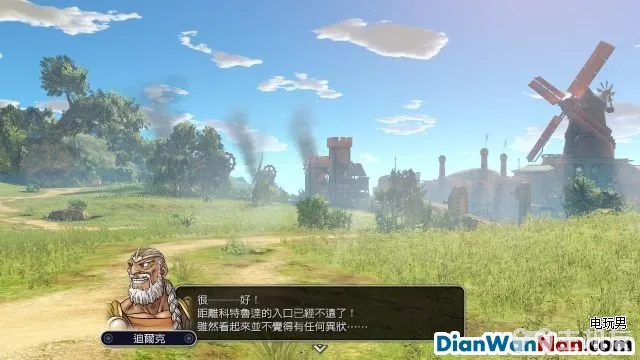 很———好！
距離科特魯達的入口已經不遠了！
雖然看起來並不覺得有任何異狀……
迪爾克
电玩男
DianWanNan.com